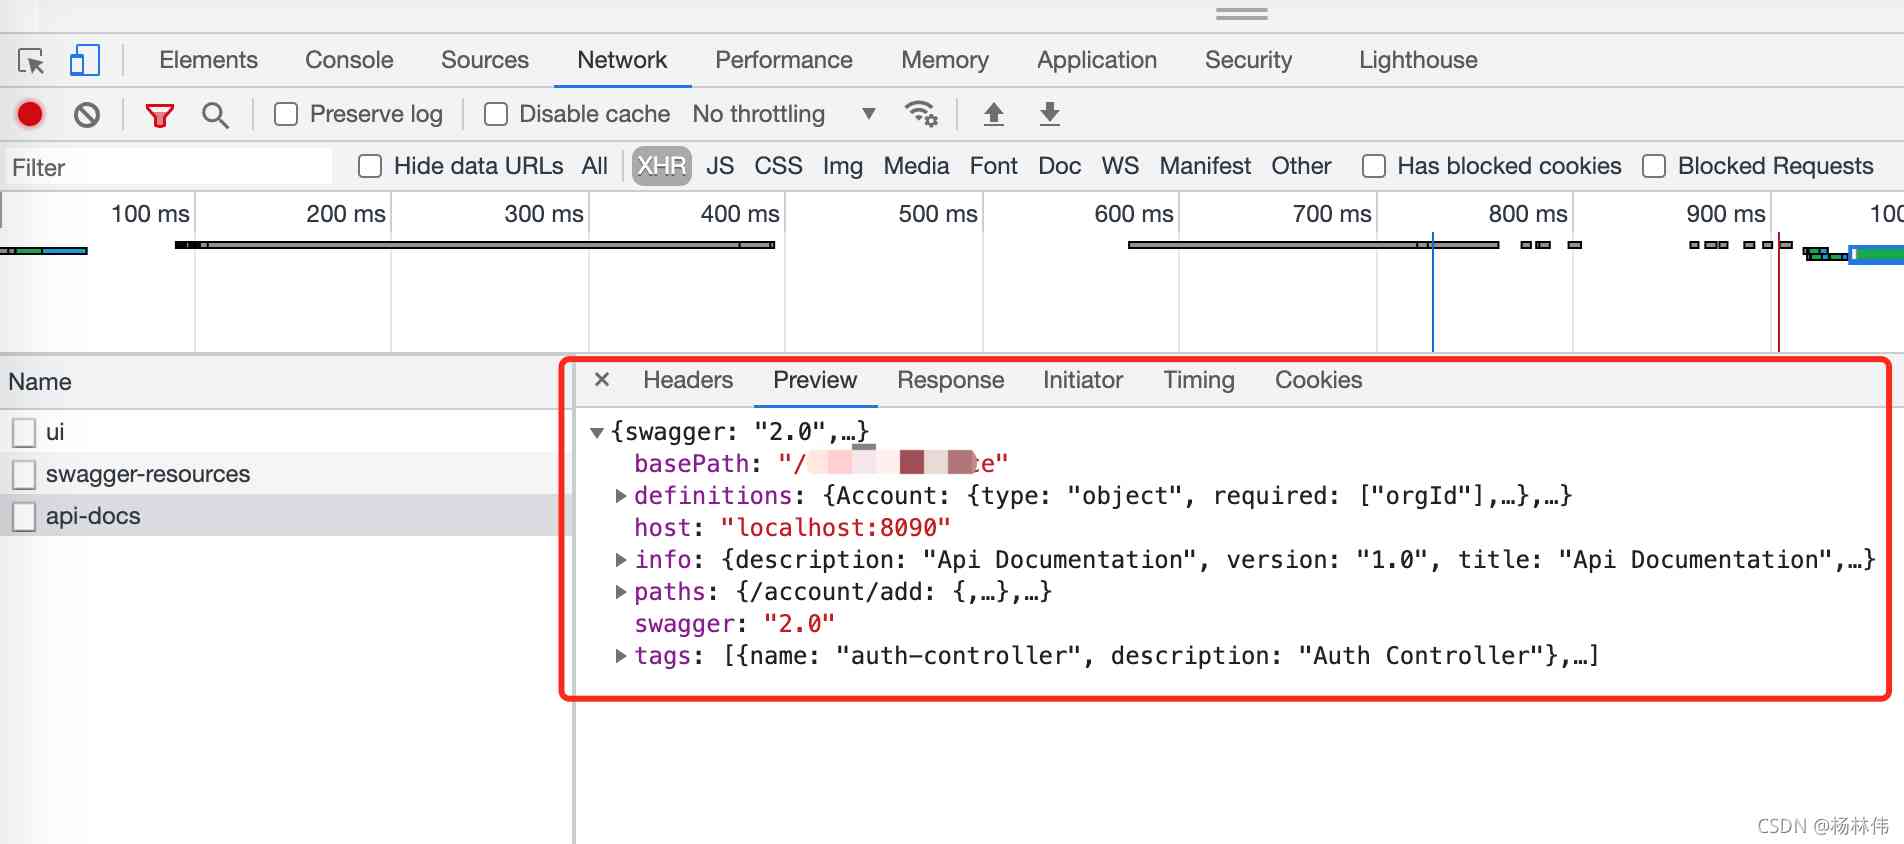 Elements Console Sources Network Performance Memory Application Security Lighthouse
Preserve log Disable cache No throttling
Filter Hide data URLs All XHR JS CSS Img Media Font Doc WS Manifest Other Has blocked cookies Blocked Requests
100 ms 200 ms 300 ms 400 ms 500 ms 600 ms 700 ms 800 ms 900 ms 100
Name × Headers Preview Response Initiator Timing Cookies
ui
swagger-resources
api-docs
▼{swagger: "2.0",…}
basePath: "/ ce"
▶definitions: {Account: {type: "object", required: ["orgId"],…},…}
host: "localhost:8090"
▶info: {description: "Api Documentation", version: "1.0", title: "Api Documentation",…}
▶paths: {/account/add: {,…},…}
swagger: "2.0"
▶tags: [{name: "auth-controller", description: "Auth Controller"},…]
CSDN @杨林伟